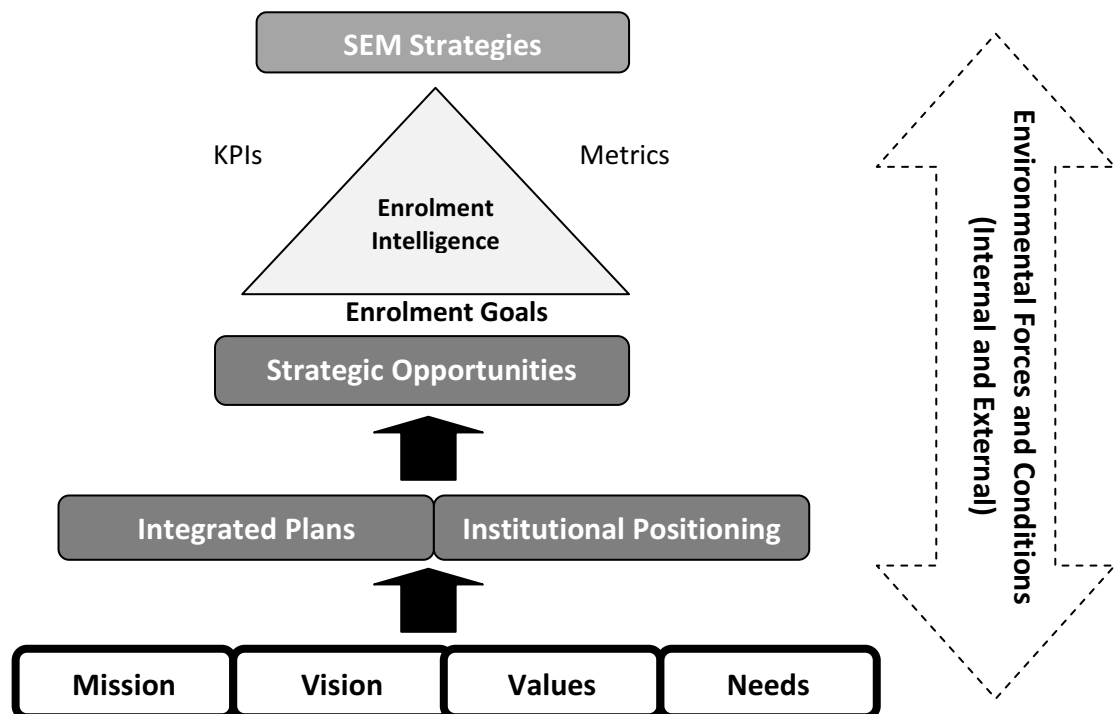 SEM Strategies
KPIs
Metrics
Enrolment
Intelligence
Enrolment Goals
Strategic Opportunities
Integrated Plans
Institutional Positioning
Mission
Vision
Values
Needs
Environmental Forces and Conditions
(Internal and External)